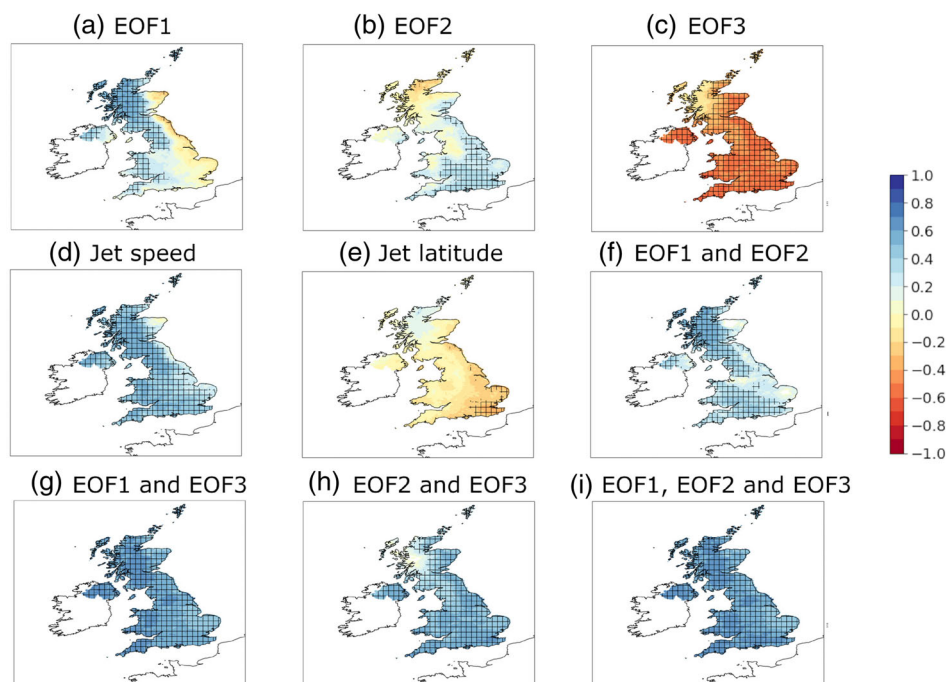 (a) EOF1
(b) EOF2
(c) EOF3
(d) Jet speed
(e) Jet latitude
(f) EOF1 and EOF2
(g) EOF1 and EOF3
(h) EOF2 and EOF3
(i) EOF1, EOF2 and EOF3
1.0
0.8
0.6
0.4
0.2
0.0
−0.2
−0.4
−0.6
−0.8
−1.0